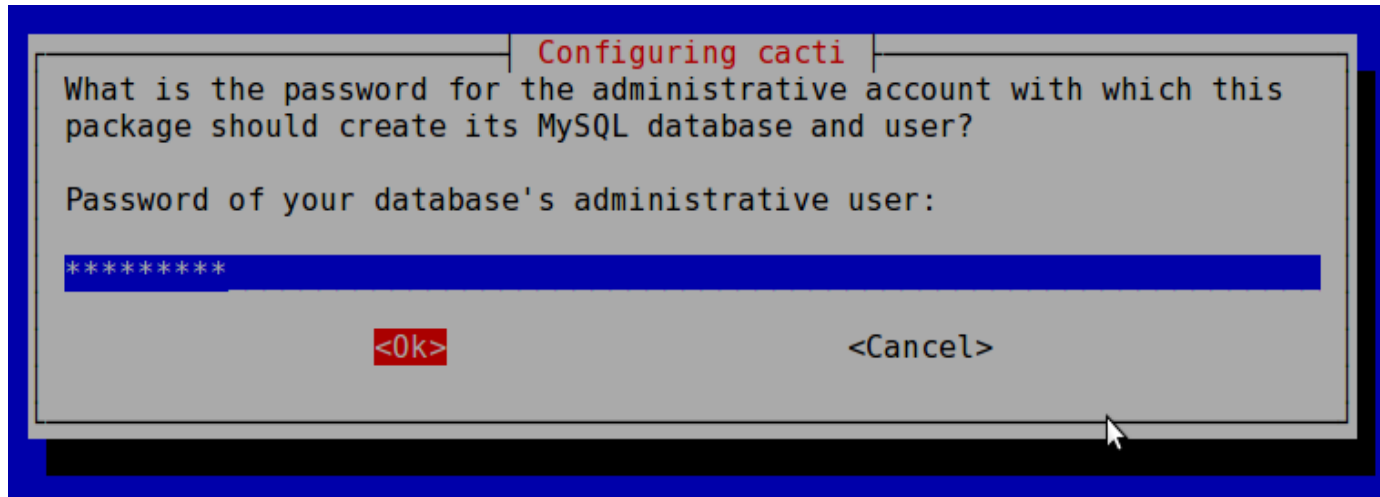 Configuring cacti
What is the password for the administrative account with which this
package should create its MySQL database and user?
Password of your database's administrative user:
*********
<Ok> <Cancel>